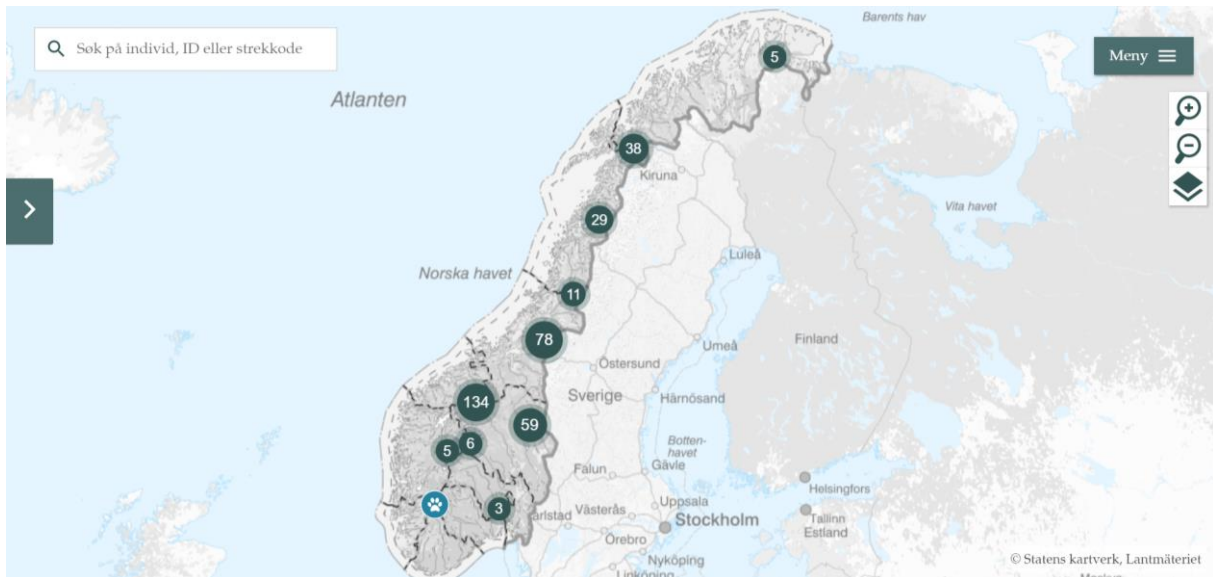 Barents hav
Søk på individ, ID eller strekkode
Meny
5
Atlanten
38
Kiruna
Vita havet
29
Luleå
Norska havet
11
78
Umeå
Finland
Östersund
Sverige
134
Härnösand
59
Botten-
havet
5
6
Gävle
Falun
Helsingfors
Uppsala
3
arlstad
Västerås
Stockholm
Tallinn
Estland
Örebro
© Statens kartverk, Lantmäteriet
Nyköping
Linköping